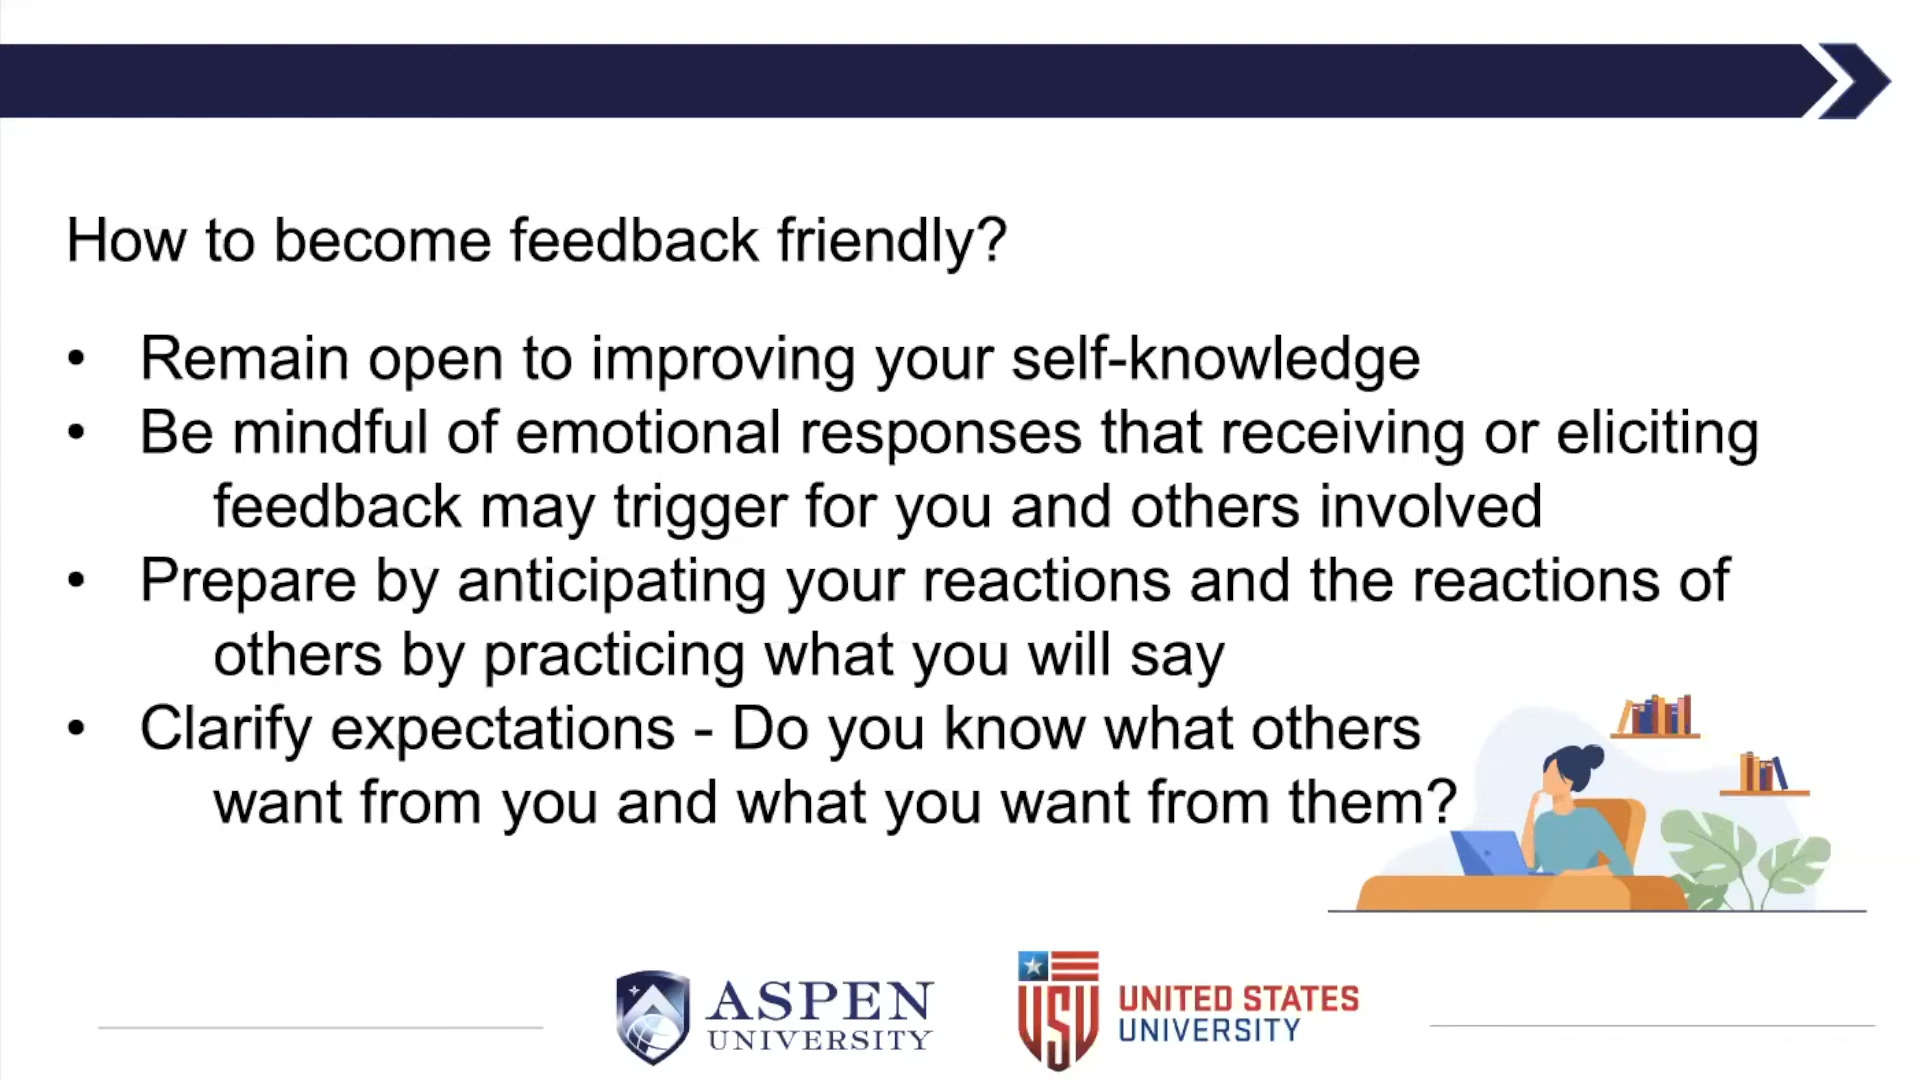 How to become feedback friendly?
• Remain open to improving your self-knowledge
• Be mindful of emotional responses that receiving or eliciting
feedback may trigger for you and others involved
• Prepare by anticipating your reactions and the reactions of
others by practicing what you will say
• Clarify expectations - Do you know what others
want from you and what you want from them?
ASPEN
UNIVERSITY
USU
UNITED STATES
UNIVERSITY